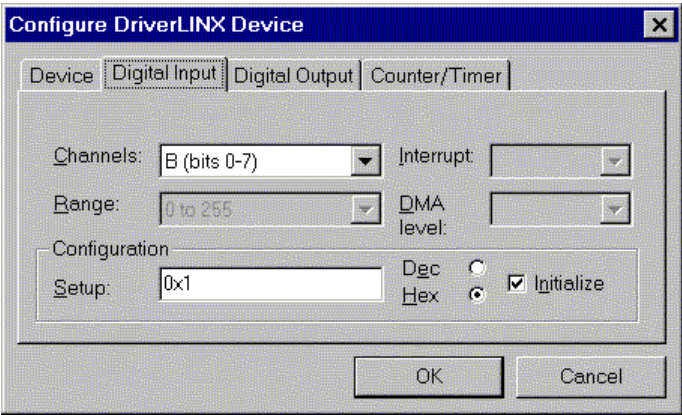 Configure DriverLINX Device
Device Digital Input Digital Output Counter/Timer
Channels: B (bits 0-7) Interrupt:
Range: 0 to 255 DMA level:
Configuration
Setup: 0x1 Dec Hex Initialize
OK Cancel